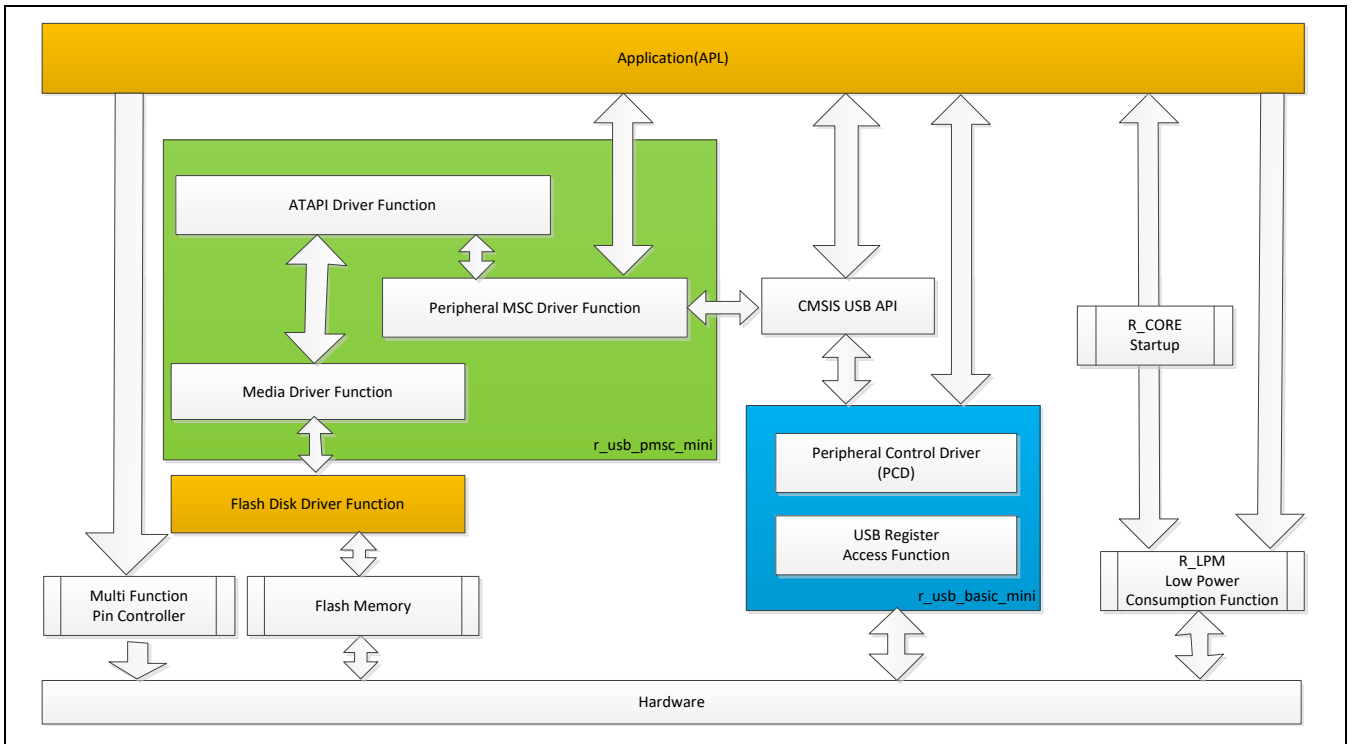 Application(APL)
ATAPI Driver Function
Peripheral MSC Driver Function
CMSIS USB API
R_CORE
Startup
Media Driver Function
r_usb_pmsc_mini
Peripheral Control Driver
(PCD)
Flash Disk Driver Function
USB Register
Access Function
r_usb_basic_mini
R_LPM
Low Power
Consumption Function
Multi Function
Pin Controller
Flash Memory
Hardware